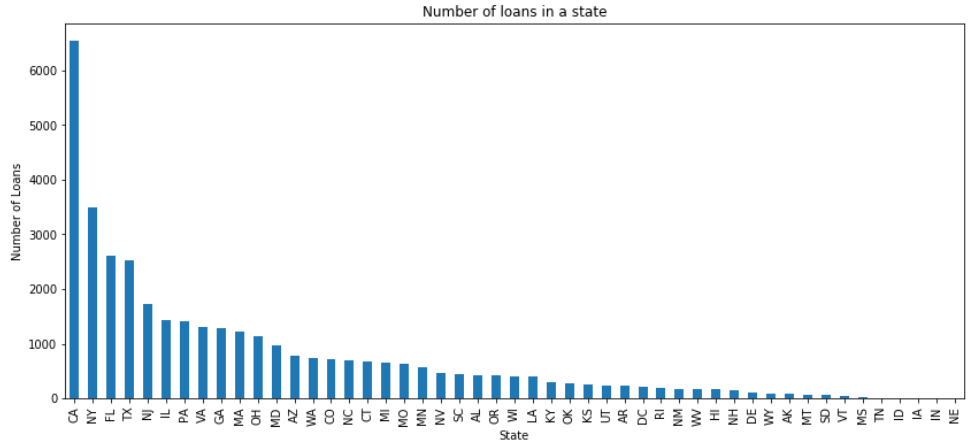 Number of loans in a state
Number of Loans
6000
5000
4000
3000
2000
1000
0
CA NY FL TX NJ IL PA VA GA MA OH MD AZ WA CO NC CT MI MO MN NV SC AL OR WI LA KY OK KS UT AR DC RI NM WV HI NH DE WY AK MT SD VT MS TN ID IA IN NE
State